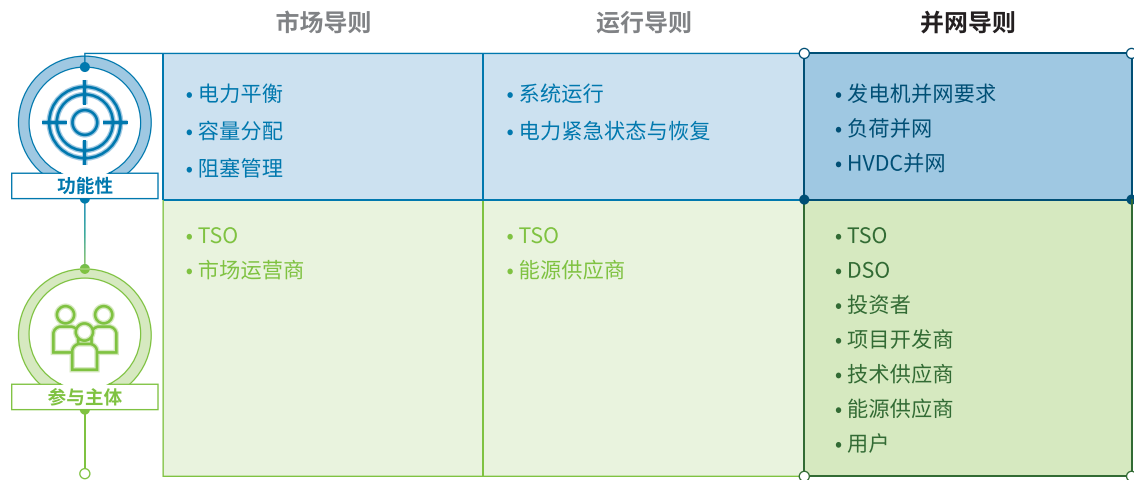 市场导则
运行导则
并网导则
功能性
• 电力平衡
• 容量分配
• 阻塞管理
• 系统运行
• 电力紧急状态与恢复
• 发电机并网要求
• 负荷并网
• HVDC并网
参与主体
• TSO
• 市场运营商
• TSO
• 能源供应商
• TSO
• DSO
• 投资者
• 项目开发商
• 技术供应商
• 能源供应商
• 用户